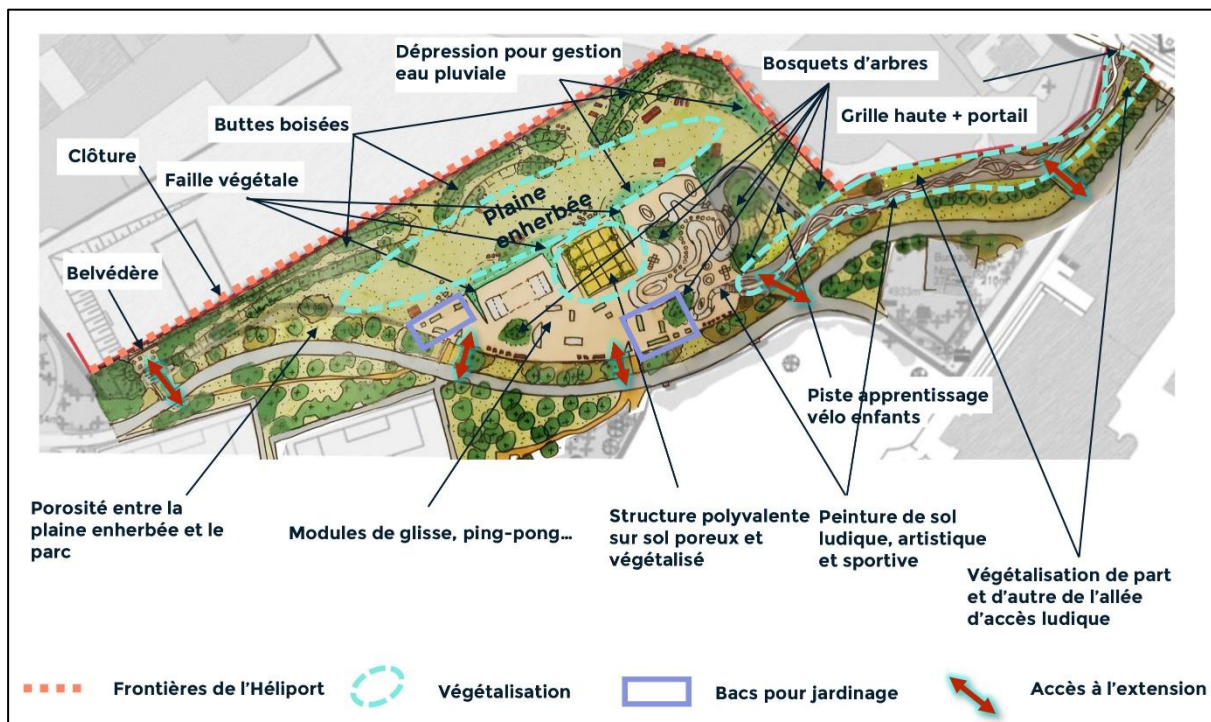 Dépression pour gestion
eau pluviale
Bosquets d'arbres
Buttes boisées
Grille haute + portail
Clôture
Faille végétale
Plaine
enherbée
Belvédère
Piste apprentissage
vélo enfants
Porosité entre la
plaine enherbée et le
parc
Modules de glisse, ping-pong...
Structure polyvalente
sur sol poreux et
végétalisé
Peinture de sol
ludique, artistique
et sportive
Végétalisation de part
et d'autre de l'allée
d'accès ludique
Frontières de l'Héliport
Végétalisation
Bacs pour jardinage
Accès à l'extension